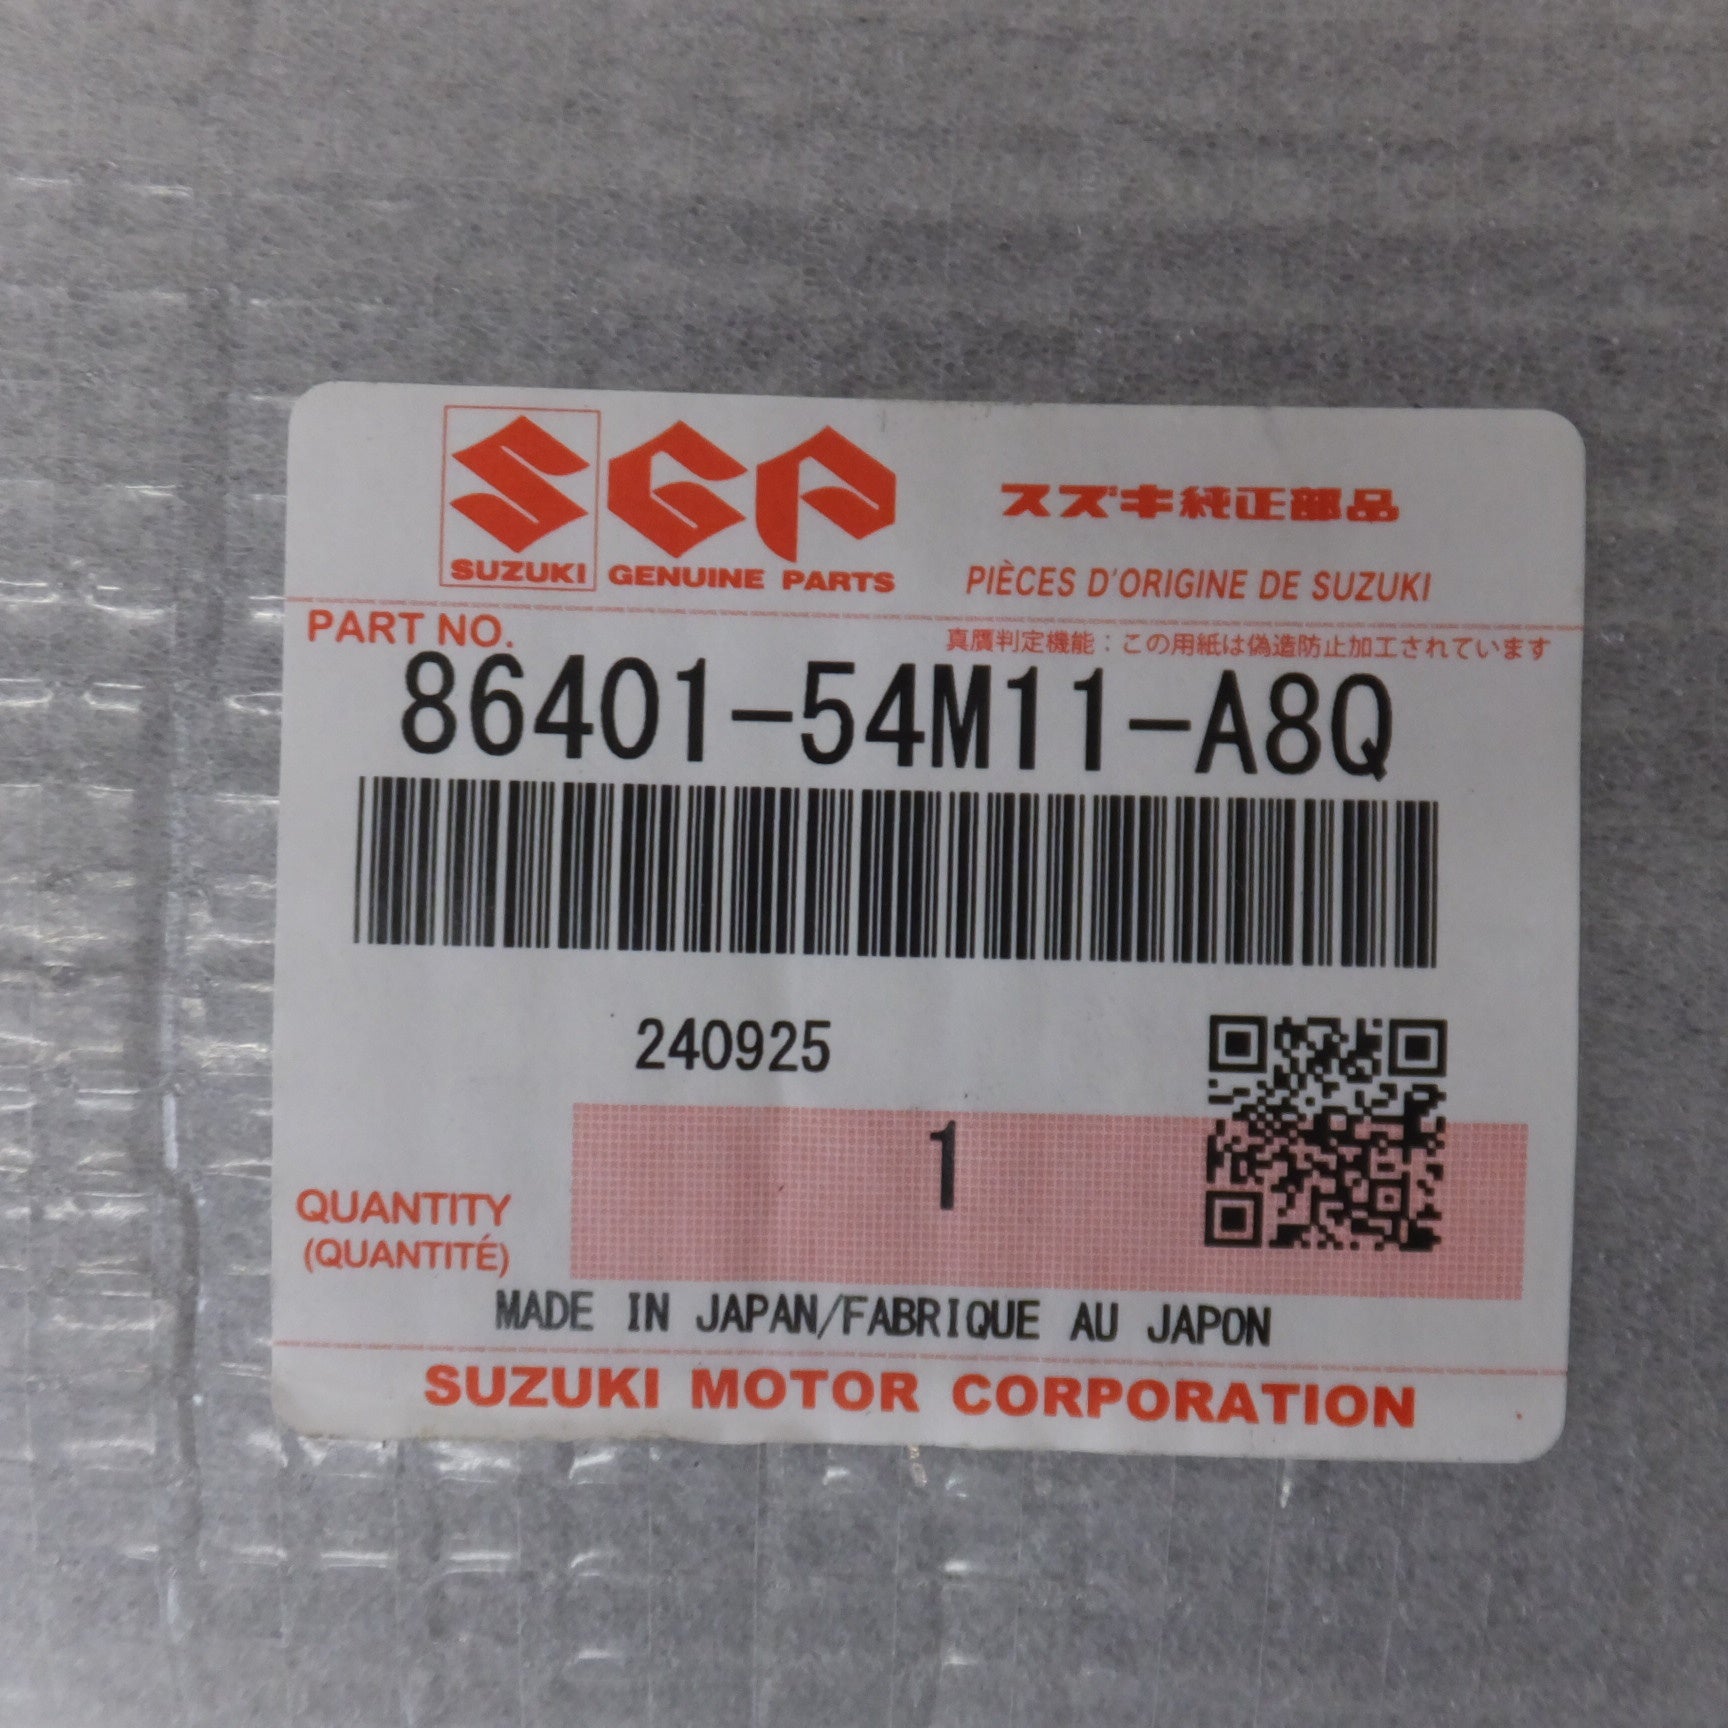 SGP
スズキ純正部品
SUZUKI GENUINE PARTS
PIÈCES D'ORIGINE DE SUZUKI
PART NO.
真贋判定機能：この用紙は偽造防止加工されています
86401-54M11-A8Q
240925
1
QUANTITY
(QUANTITÉ)
MADE IN JAPAN/FABRIQUE AU JAPON
SUZUKI MOTOR CORPORATION